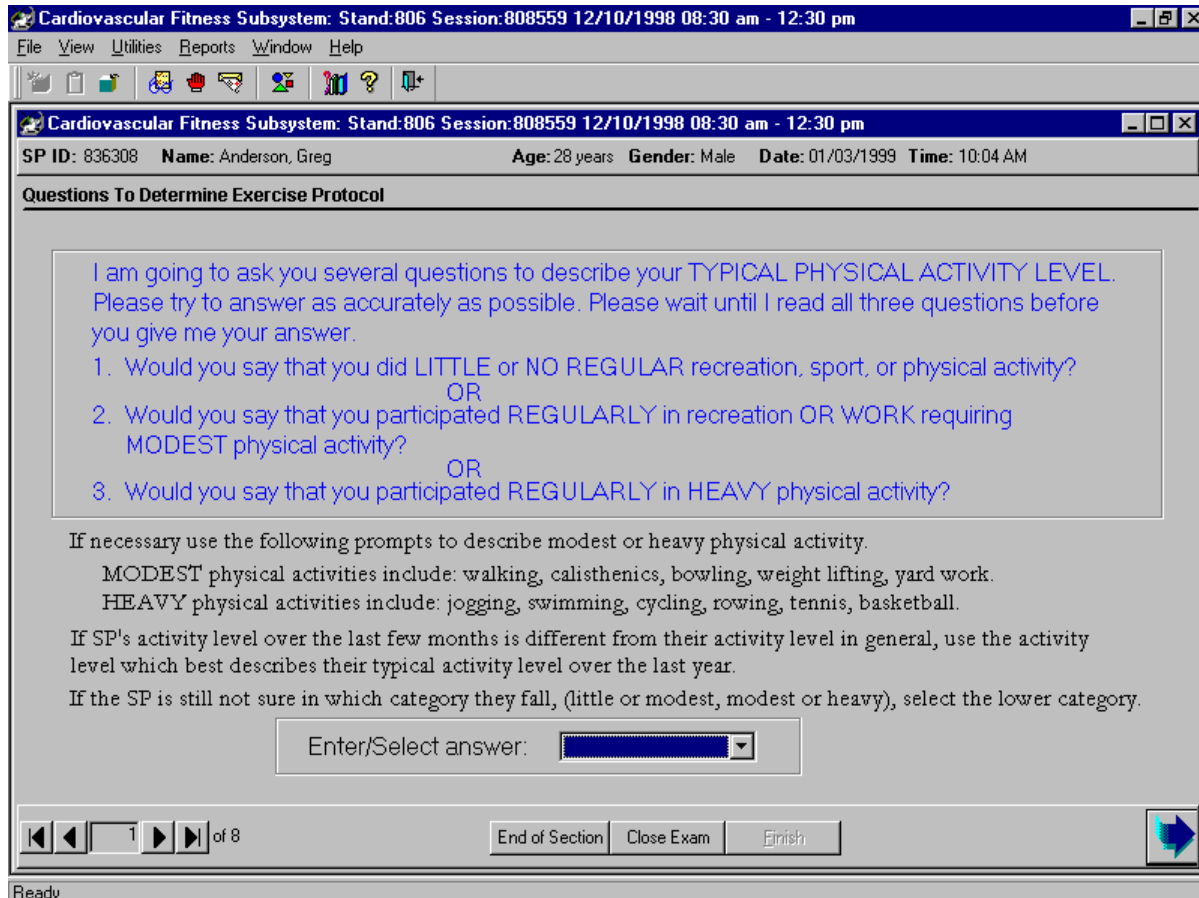 Cardiovascular Fitness Subsystem: Stand:806 Session:808559 12/10/1998 08:30 am - 12:30 pm
File View Utilities Reports Window Help
Cardiovascular Fitness Subsystem: Stand:806 Session:808559 12/10/1998 08:30 am - 12:30 pm
SP ID: 836308 Name: Anderson, Greg Age: 28 years Gender: Male Date: 01/03/1999 Time: 10:04 AM
Questions To Determine Exercise Protocol
I am going to ask you several questions to describe your TYPICAL PHYSICAL ACTIVITY LEVEL.
Please try to answer as accurately as possible. Please wait until I read all three questions before
you give me your answer.
1. Would you say that you did LITTLE or NO REGULAR recreation, sport, or physical activity?
OR
2. Would you say that you participated REGULARLY in recreation OR WORK requiring
MODEST physical activity?
OR
3. Would you say that you participated REGULARLY in HEAVY physical activity?
If necessary use the following prompts to describe modest or heavy physical activity.
MODEST physical activities include: walking, calisthenics, bowling, weight lifting, yard work.
HEAVY physical activities include: jogging, swimming, cycling, rowing, tennis, basketball.
If SP's activity level over the last few months is different from their activity level in general, use the activity
level which best describes their typical activity level over the last year.
If the SP is still not sure in which category they fall, (little or modest, modest or heavy), select the lower category.
Enter/Select answer:
1 of 8 End of Section Close Exam Finish
Ready